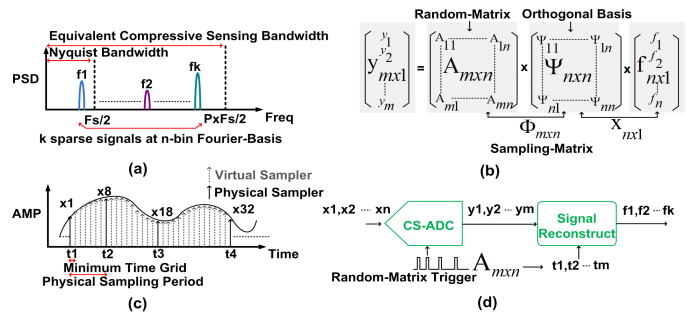 Equivalent Compressive Sensing Bandwidth
Nyquist Bandwidth
PSD
f1
f2
fk
Fs/2
PxFs/2
Freq
k sparse signals at n-bin Fourier-Basis
(a)
Random-Matrix
Orthogonal Basis
y1
y2
ymx1
ym
=
A11
A1n
Amxn
Am1
Amn
x
Ψ11
Ψ1n
Ψnxn
Ψn1
Ψnn
x
f1
f2
fnx1
fn
Φmxn
Xnx1
Sampling-Matrix
(b)
Virtual Sampler
Physical Sampler
AMP
x1
x8
x18
x32
t1
t2
t3
t4
Time
Minimum Time Grid
Physical Sampling Period
(c)
x1,x2 ··· xn
CS-ADC
y1,y2 ··· ym
Signal
Reconstruct
f1,f2 ··· fk
Random-Matrix Trigger
Amxn
t1,t2 ··· tm
(d)